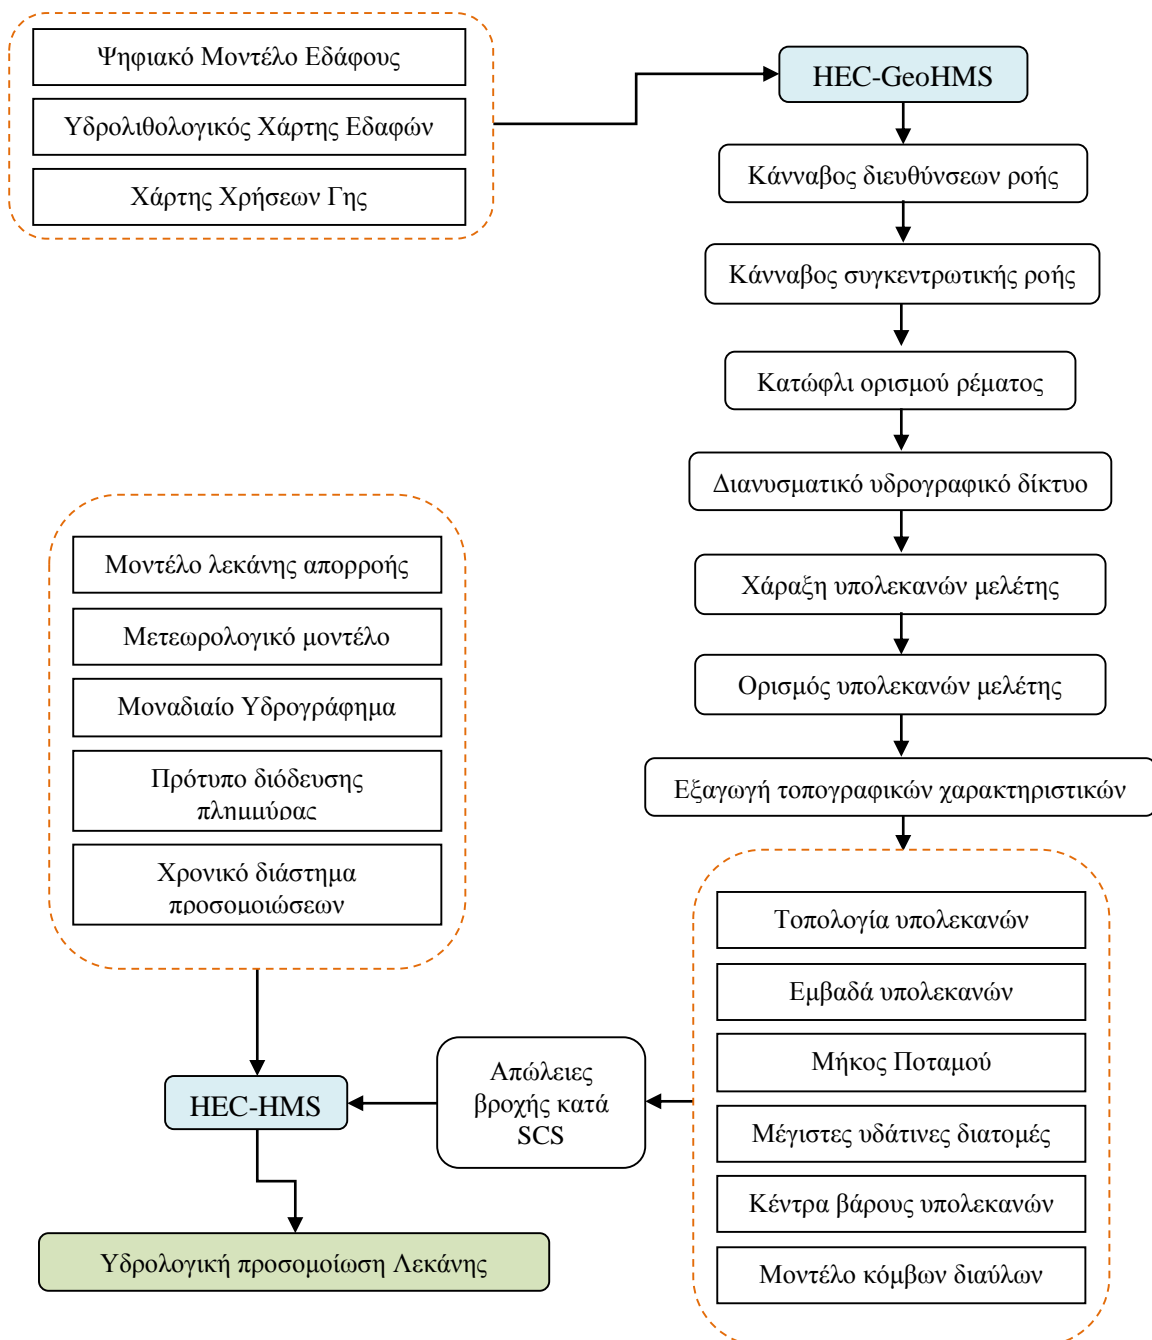 Ψηφιακό Μοντέλο Εδάφους
Υδρολιθολογικός Χάρτης Εδαφών
Χάρτης Χρήσεων Γης
HEC-GeoHMS
Κάνναβος διευθύνσεων ροής
Κάνναβος συγκεντρωτικής ροής
Κατώφλι ορισμού ρέματος
Διανυσματικό υδρογραφικό δίκτυο
Χάραξη υπολεκανών μελέτης
Ορισμός υπολεκανών μελέτης
Εξαγωγή τοπογραφικών χαρακτηριστικών
Τοπολογία υπολεκανών
Εμβαδά υπολεκανών
Μήκος Ποταμού
Μέγιστες υδάτινες διατομές
Κέντρα βάρους υπολεκανών
Μοντέλο κόμβων διαύλων
Απώλειες
βροχής κατά
SCS
Μοντέλο λεκάνης απορροής
Μετεωρολογικό μοντέλο
Μοναδιαίο Υδρογράφημα
Πρότυπο διόδευσης
πλημμύρας
Χρονικό διάστημα
προσομοιώσεων
HEC-HMS
Υδρολογική προσομοίωση Λεκάνης